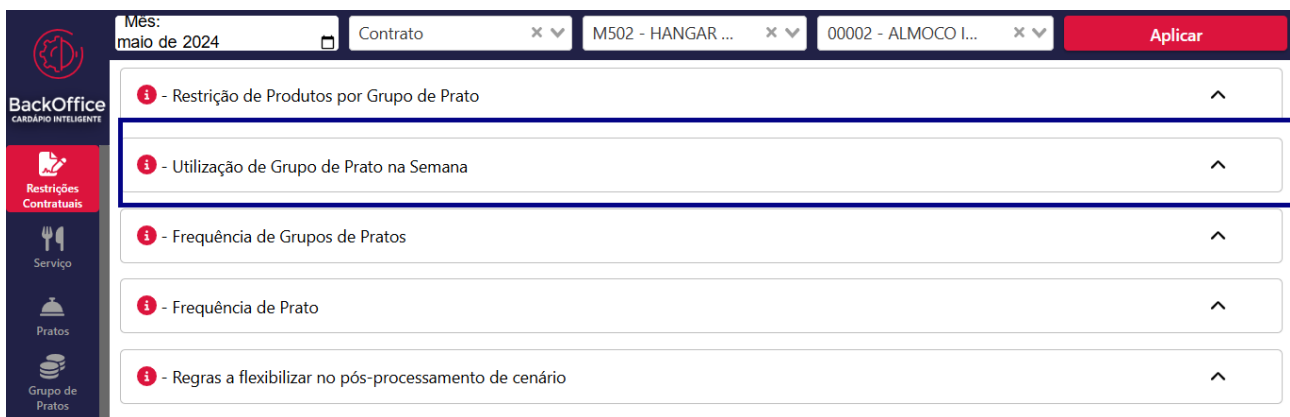 Mês:
maio de 2024
Contrato
M502 - HANGAR ...
00002 - ALMOCO I...
Aplicar
BackOffice
CARDÁPIO INTELIGENTE
Restrições
Contratuais
Serviço
Pratos
Grupo de
Pratos
- Restrição de Produtos por Grupo de Prato
- Utilização de Grupo de Prato na Semana
- Frequência de Grupos de Pratos
- Frequência de Prato
- Regras a flexibilizar no pós-processamento de cenário